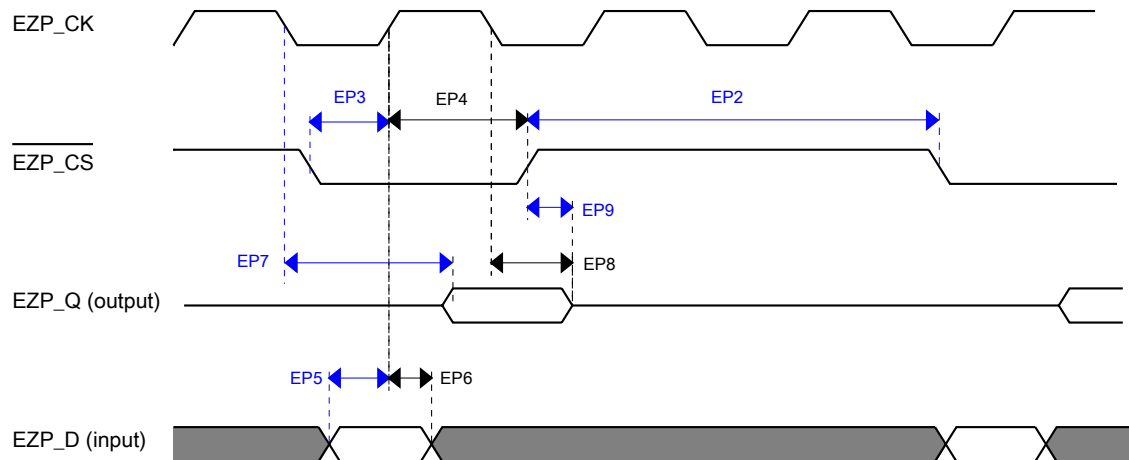 EZP_CK
EP3
EP4
EP2
EZP_CS
EP9
EP7
EP8
EZP_Q (output)
EP5
EP6
EZP_D (input)